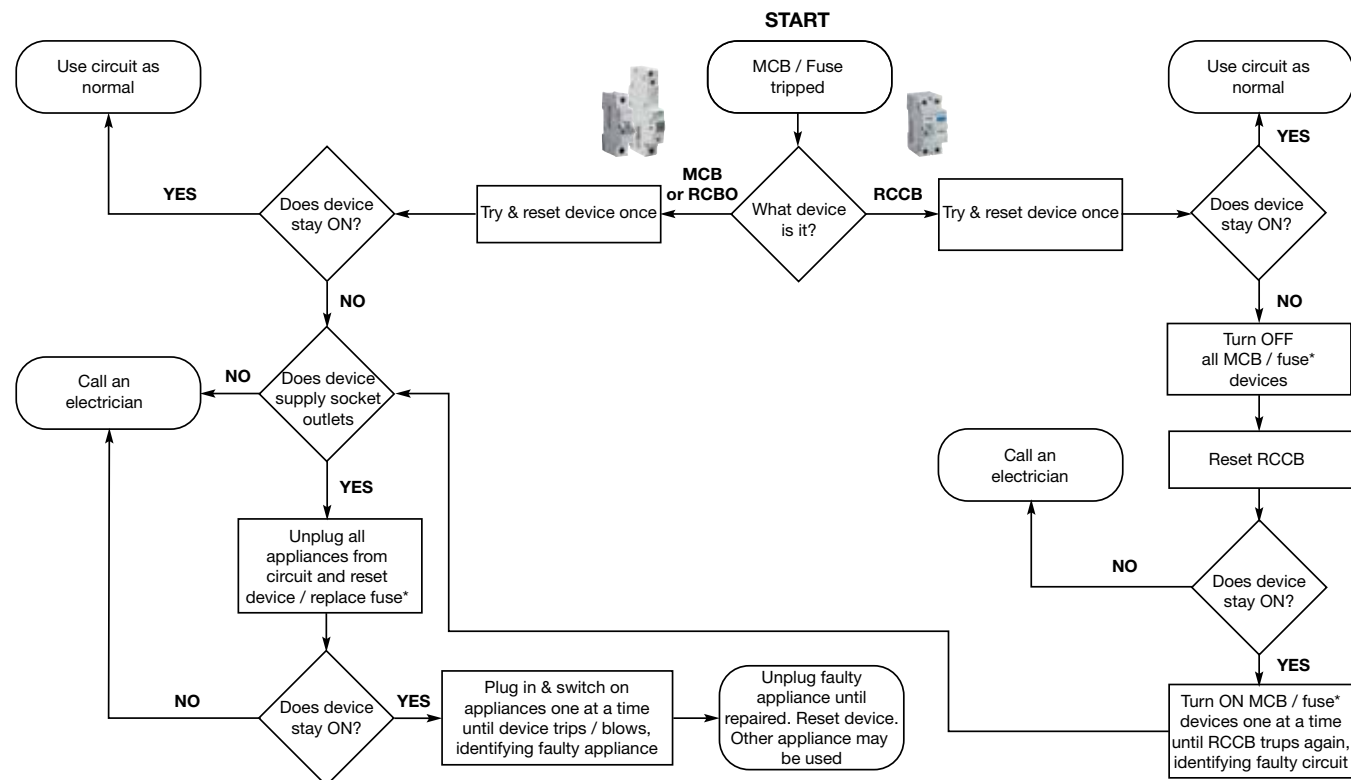 START
MCB / Fuse
tripped
What device
is it?
MCB
or RCBO
Try & reset device once
Does device
stay ON?
YES
Use circuit as
normal
NO
Does device
supply socket
outlets
NO
Call an
electrician
YES
Unplug all
appliances from
circuit and reset
device / replace fuse*
Does device
stay ON?
NO
YES
Plug in & switch on
appliances one at a time
until device trips / blows,
identifying faulty appliance
Unplug faulty
appliance until
repaired. Reset device.
Other appliance may
be used
RCCB
Try & reset device once
Does device
stay ON?
YES
Use circuit as
normal
NO
Turn OFF
all MCB / fuse*
devices
Reset RCCB
Does device
stay ON?
NO
Call an
electrician
YES
Turn ON MCB / fuse*
devices one at a time
until RCCB trups again,
identifying faulty circuit